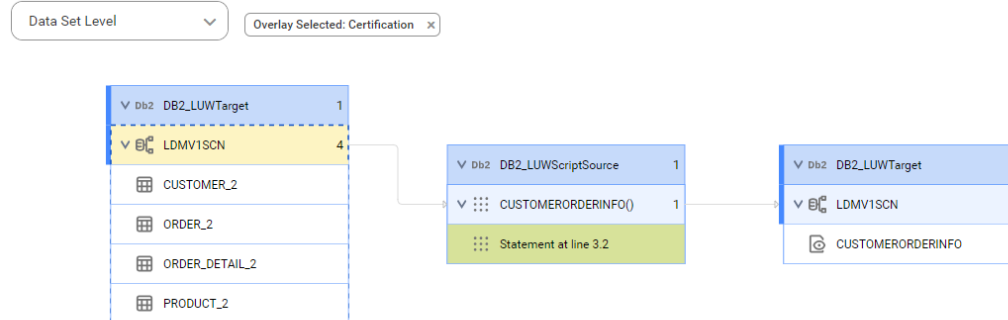 Data Set Level
Overlay Selected: Certification ×
Db2 DB2_LUWTarget 1
LDMV1SCN 4
CUSTOMER_2
ORDER_2
ORDER_DETAIL_2
PRODUCT_2
Db2 DB2_LUWScriptSource 1
CUSTOMERORDERINFO() 1
Statement at line 3.2
Db2 DB2_LUWTarget
LDMV1SCN
CUSTOMERORDERINFO